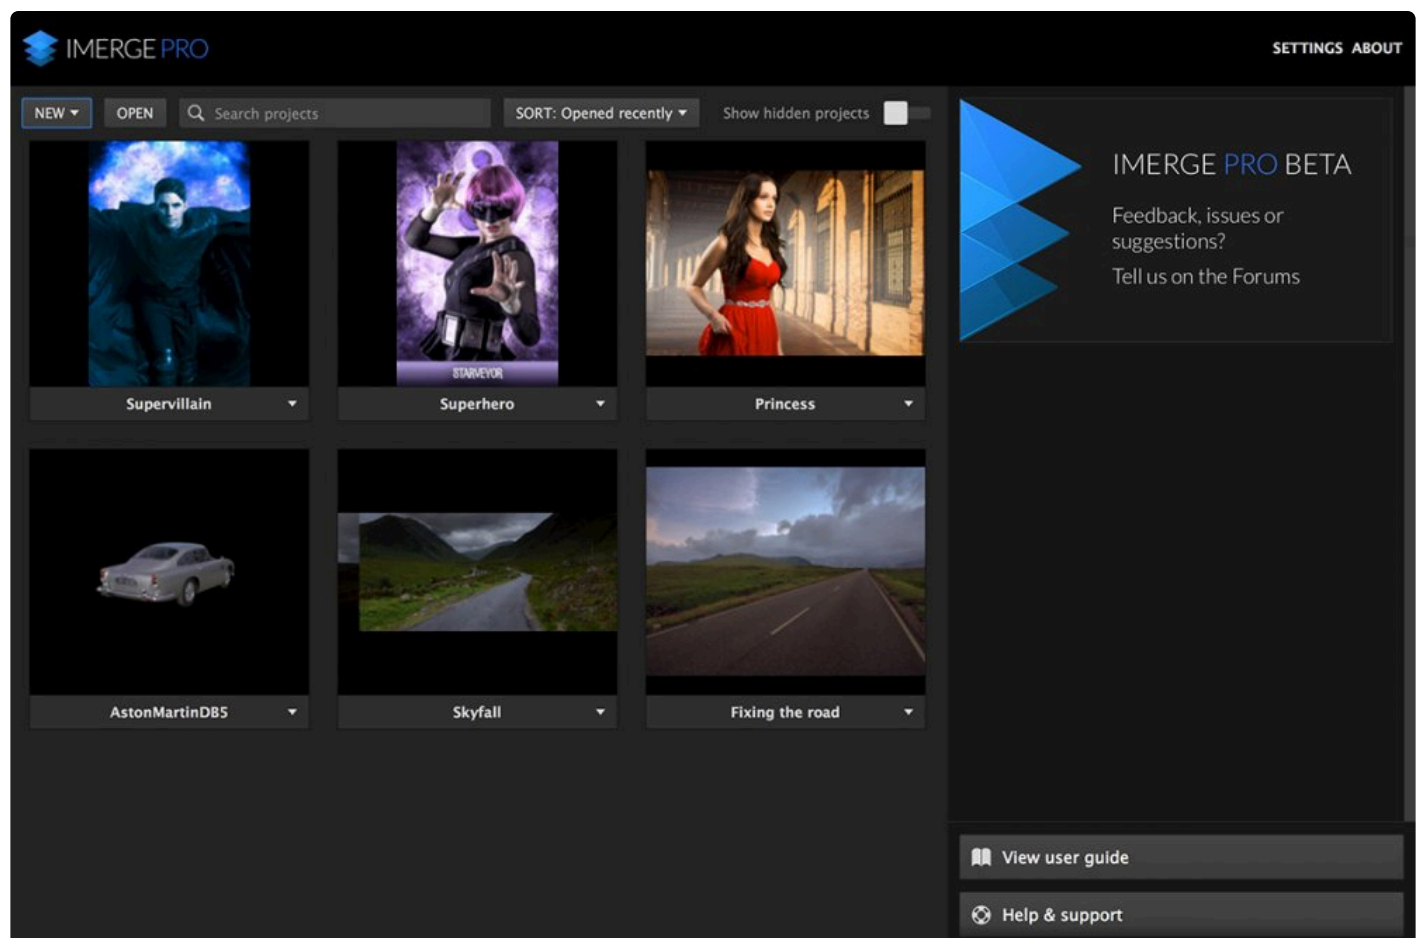 IMERGE PRO
SETTINGS ABOUT
NEW
OPEN
Search projects
SORT: Opened recently
Show hidden projects
STARVEYOR
Supervillain
Superhero
Princess
AstonMartinDB5
Skyfall
Fixing the road
IMERGE PRO BETA
Feedback, issues or
suggestions?
Tell us on the Forums
View user guide
Help & support